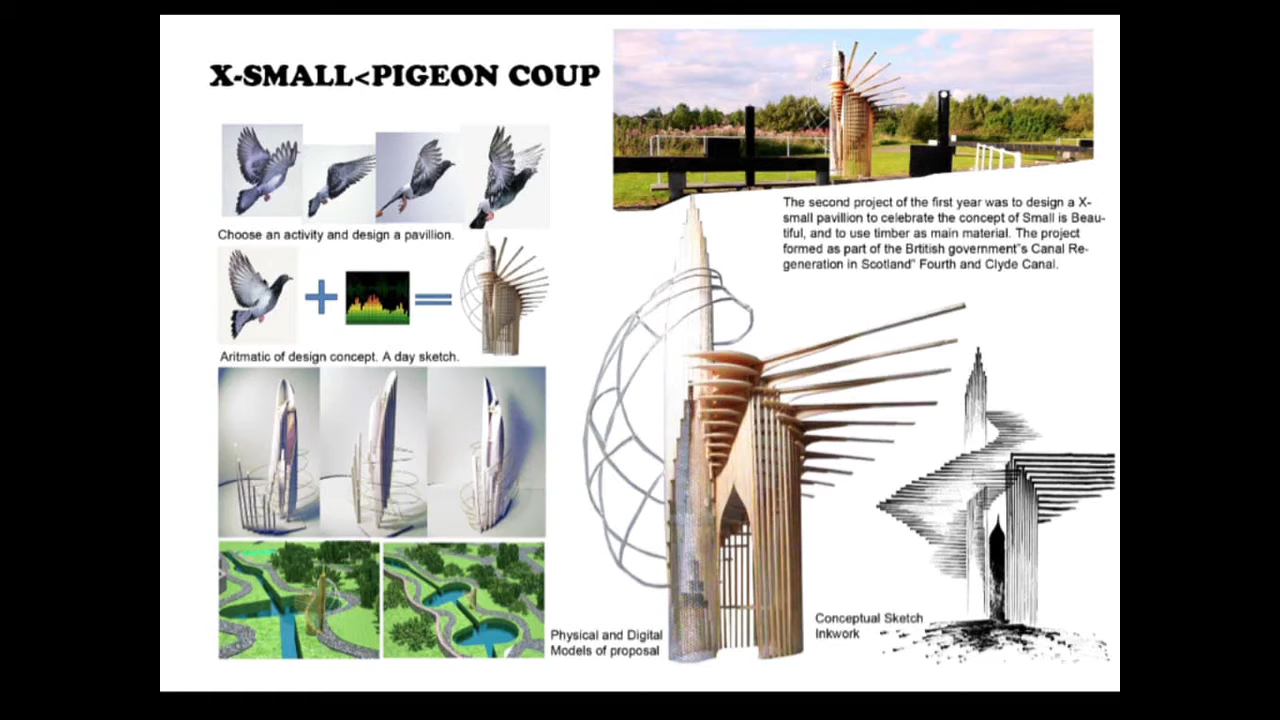 X-SMALL<PIGEON COUP
Choose an activity and design a pavillion.
Aritmatic of design concept. A day sketch.
The second project of the first year was to design a X-
small pavillion to celebrate the concept of Small is Beau-
tiful, and to use timber as main material. The project
formed as part of the Brtitish government"s Canal Re-
generation in Scotland" Fourth and Clyde Canal.
Physical and Digital
Models of proposal
Conceptual Sketch
Inkwork